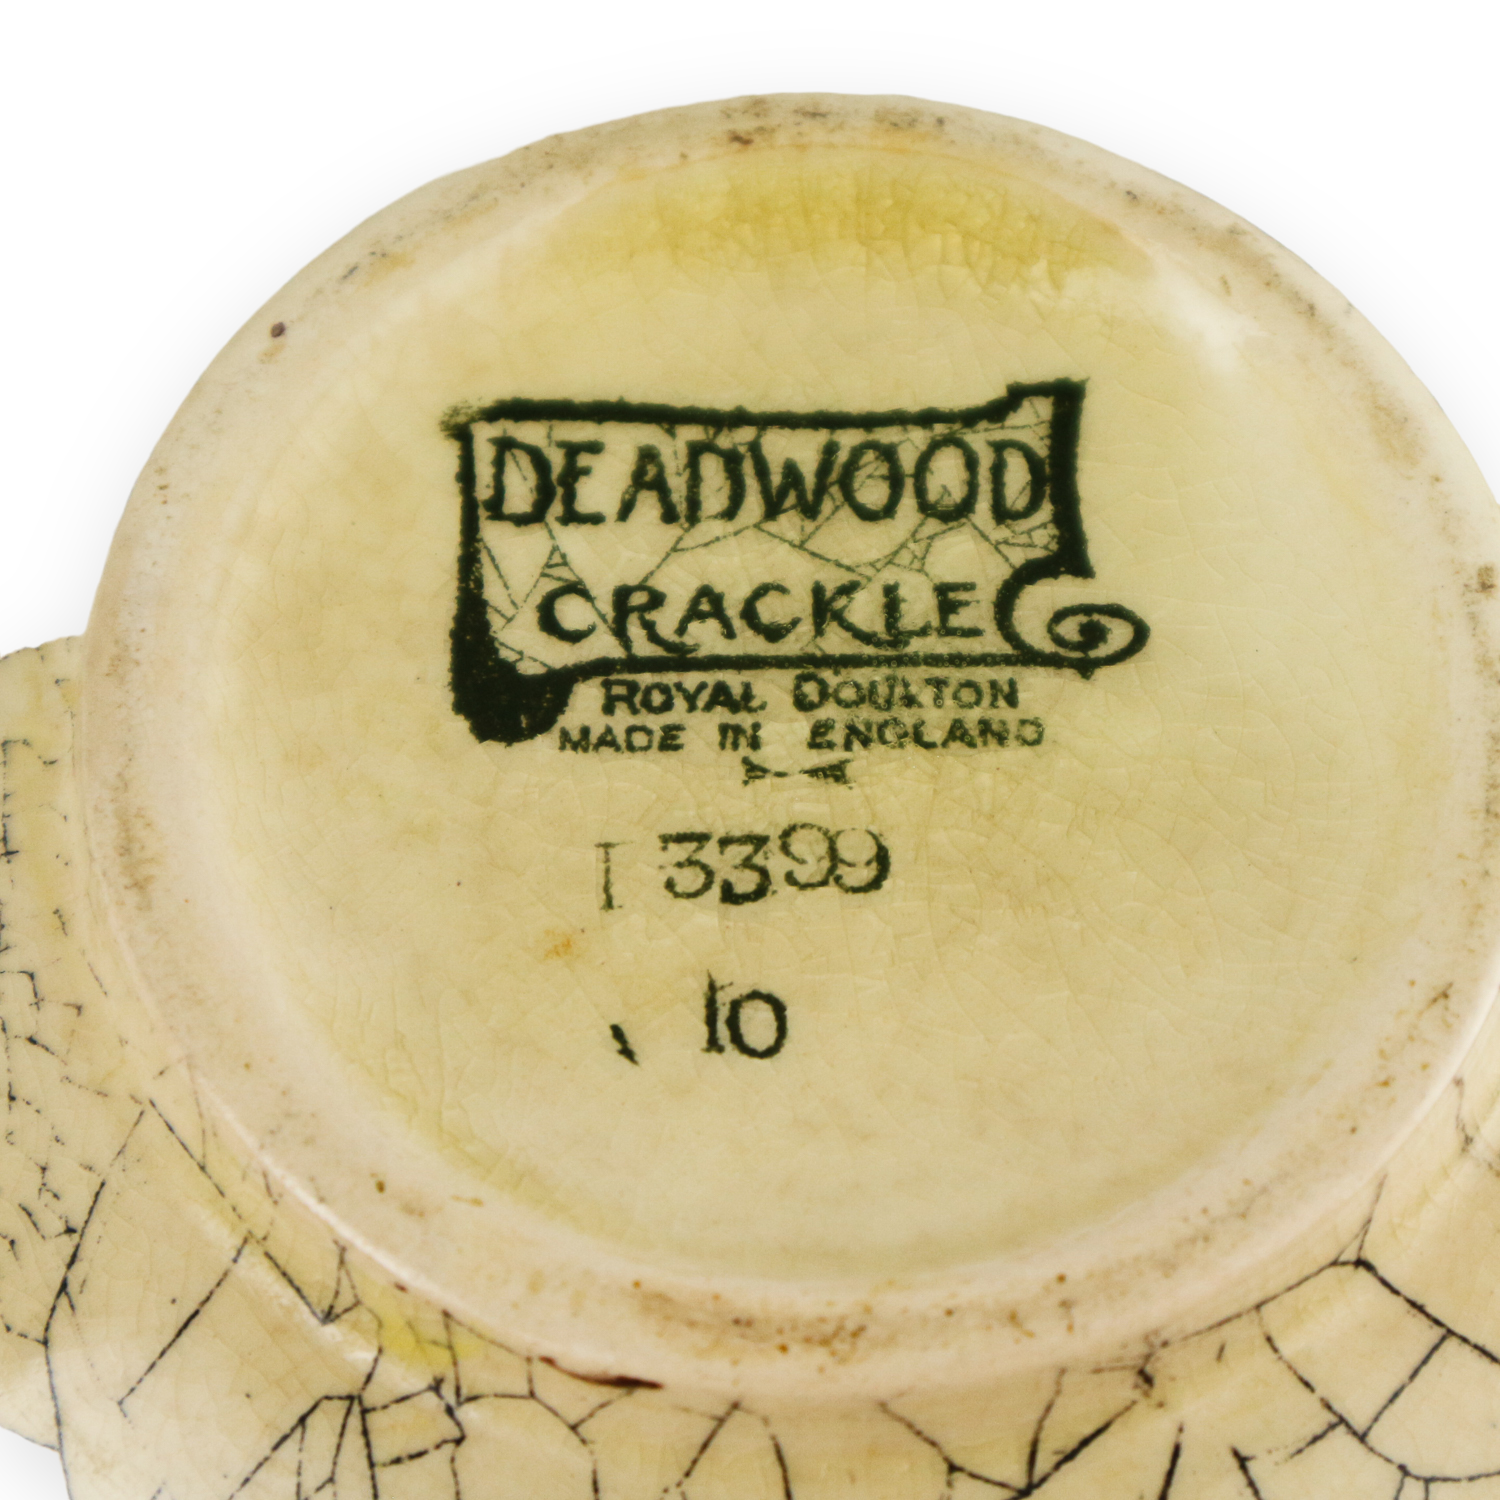 DEADWOOD
CRACKLE
ROYAL DOULTON
MADE IN ENGLAND
I 3399
10